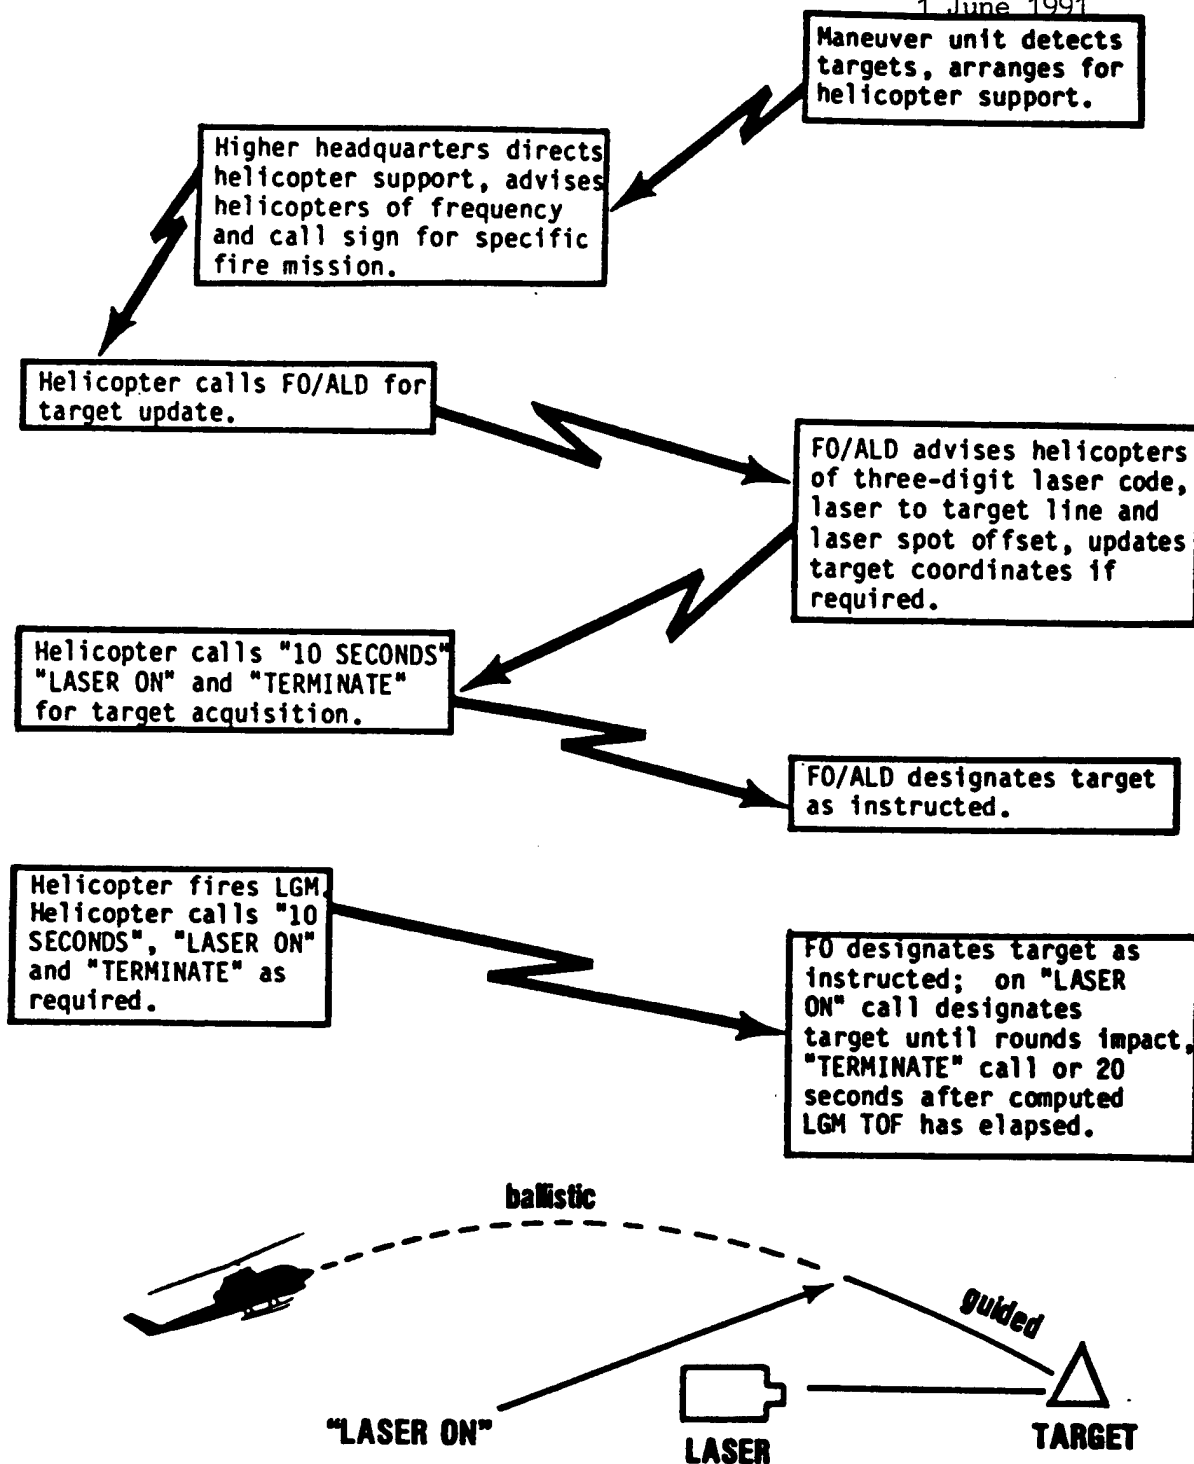 1 June 1991
Maneuver unit detects
targets, arranges for
helicopter support.
Higher headquarters directs
helicopter support, advises
helicopters of frequency
and call sign for specific
fire mission.
Helicopter calls FO/ALD for
target update.
FO/ALD advises helicopters
of three-digit laser code,
laser to target line and
laser spot offset, updates
target coordinates if
required.
Helicopter calls "10 SECONDS"
"LASER ON" and "TERMINATE"
for target acquisition.
FO/ALD designates target
as instructed.
Helicopter fires LGM.
Helicopter calls "10
SECONDS", "LASER ON"
and "TERMINATE" as
required.
FO designates target as
instructed; on "LASER
ON" call designates
target until rounds impact,
"TERMINATE" call or 20
seconds after computed
LGM TOF has elapsed.
ballistic
guided
"LASER ON"
LASER
TARGET